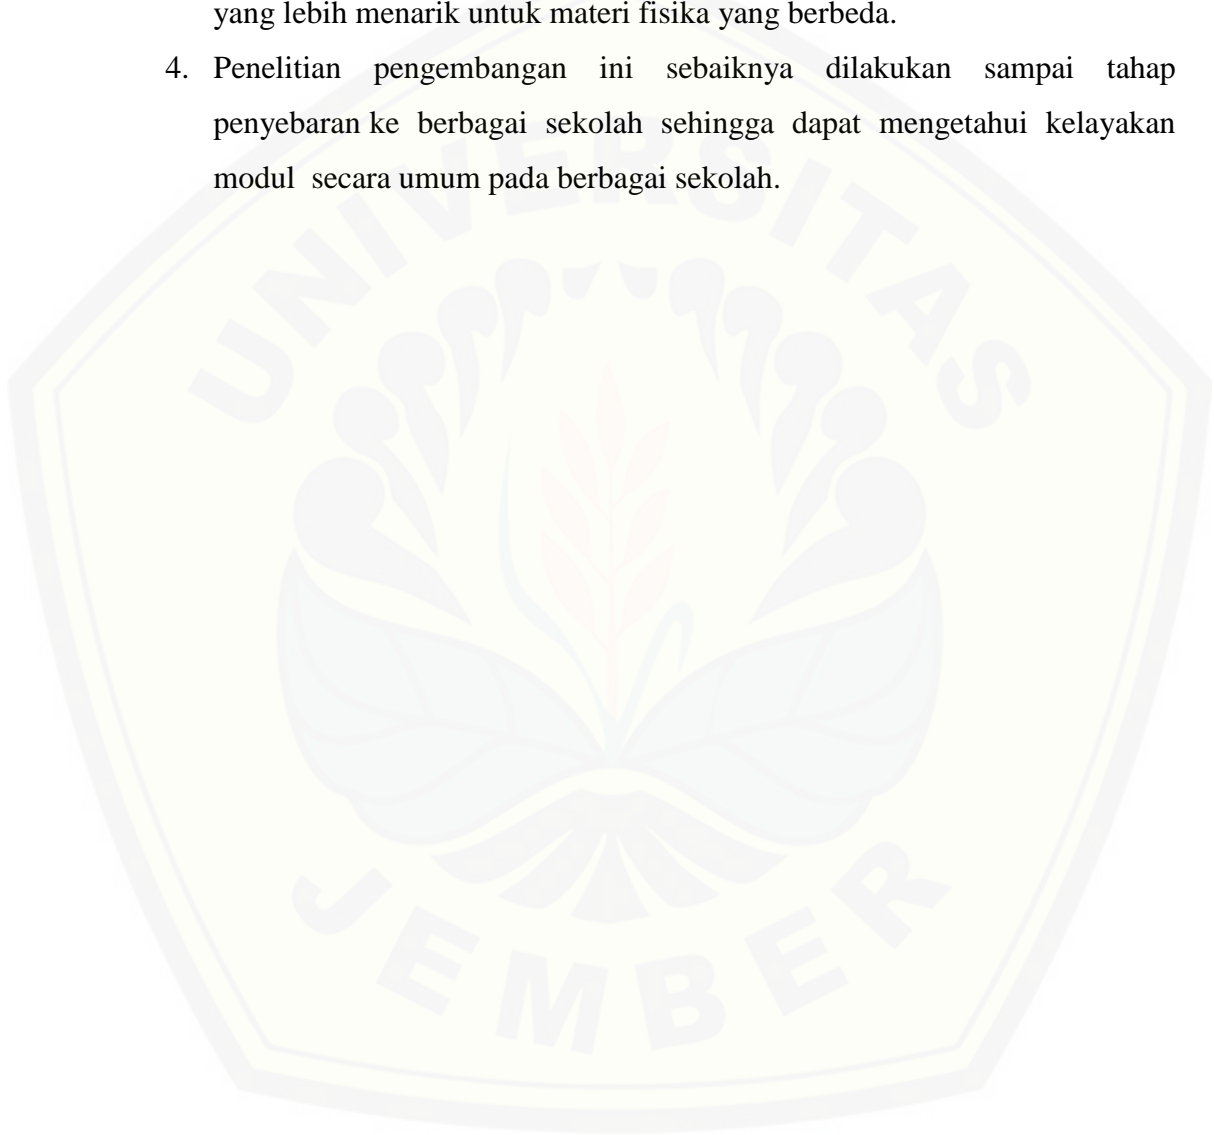 yang lebih menarik untuk materi fisika yang berbeda.
4. Penelitian pengembangan ini sebaiknya dilakukan sampai tahap
penyebaran ke berbagai sekolah sehingga dapat mengetahui kelayakan
modul secara umum pada berbagai sekolah.
UNIVERSITAS
JEMBER